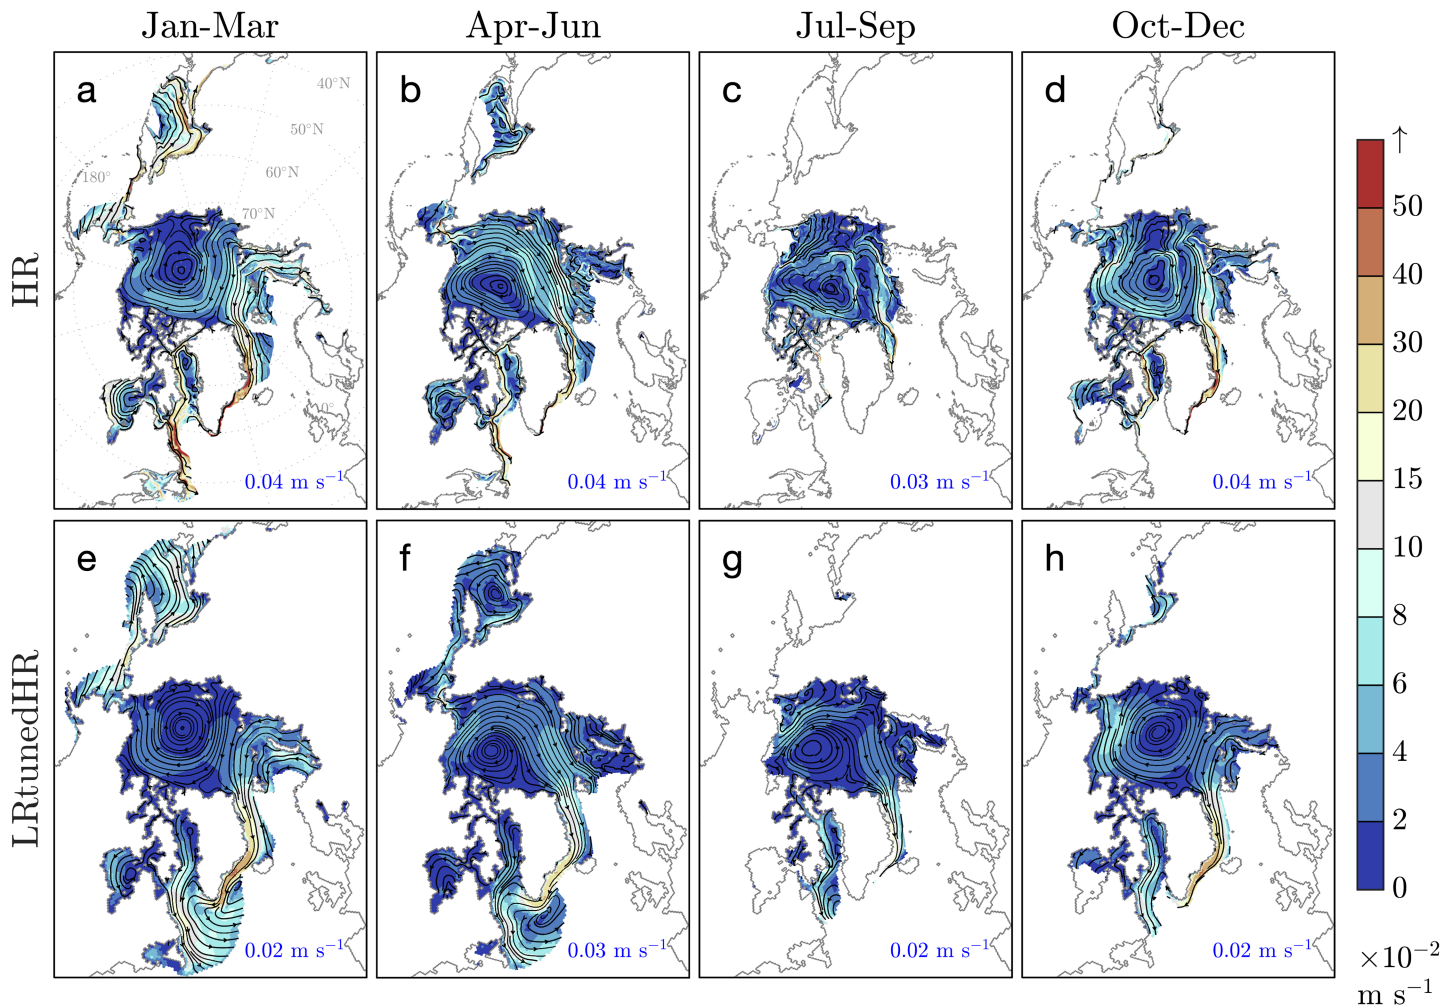 Jan-Mar Apr-Jun Jul-Sep Oct-Dec
HR
a b c d
40°N
50°N
60°N
180°
70°N
0°
0.04 m s⁻¹ 0.04 m s⁻¹ 0.03 m s⁻¹ 0.04 m s⁻¹
LRtunedHR
e f g h
0.02 m s⁻¹ 0.03 m s⁻¹ 0.02 m s⁻¹ 0.02 m s⁻¹
↑
50
40
30
20
15
10
8
6
4
2
0
×10⁻²
m s⁻¹